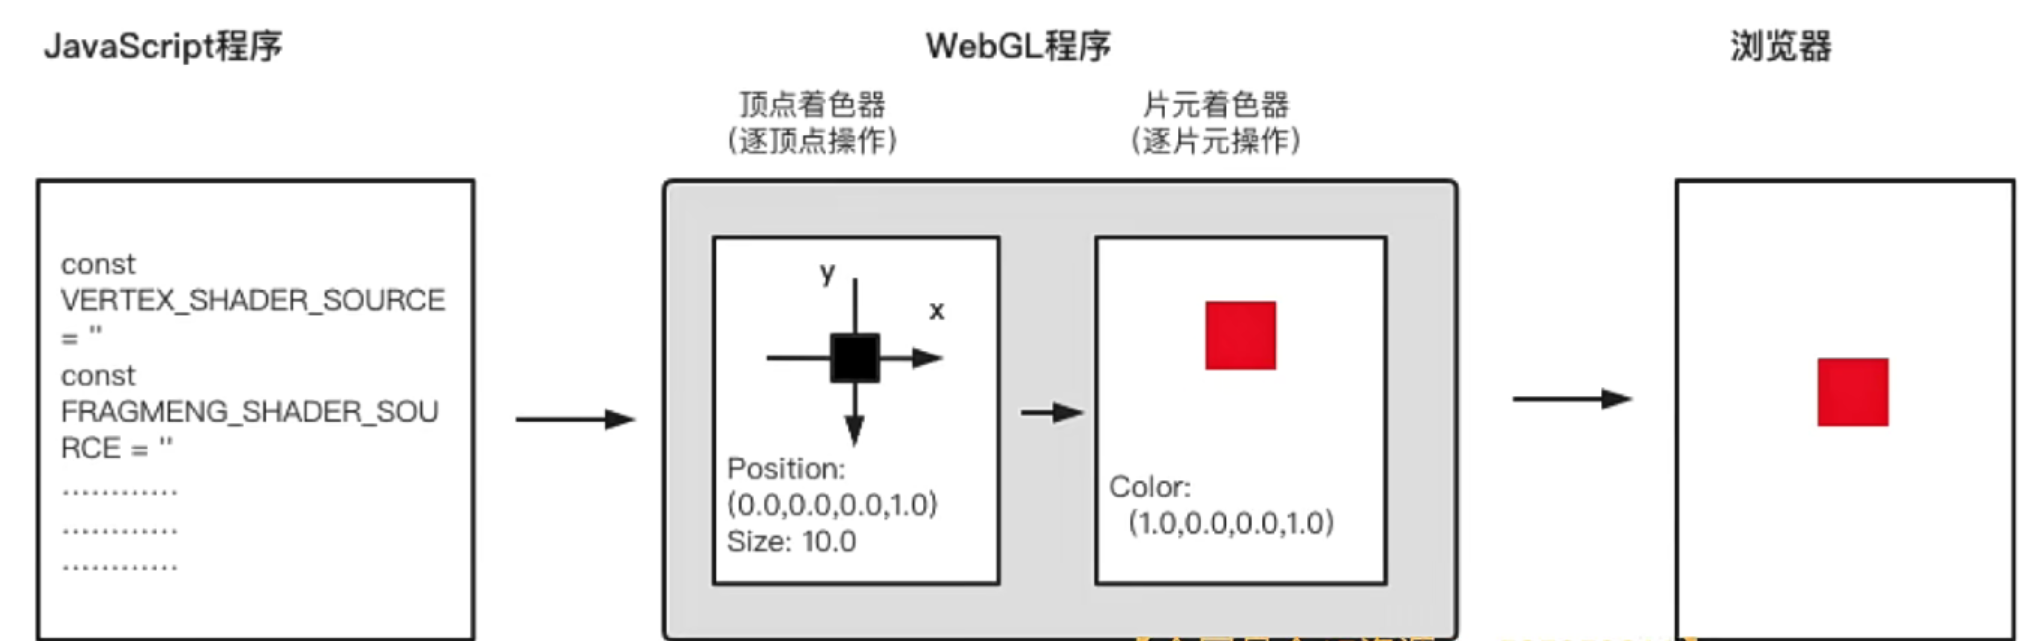 JavaScript程序
WebGL程序
浏览器
顶点着色器
(逐顶点操作)
片元着色器
(逐片元操作)
const
VERTEX_SHADER_SOURCE
= ''
const
FRAGMENG_SHADER_SOU
RCE = ''
............
............
............
y
x
Position:
(0.0,0.0,0.0,1.0)
Size: 10.0
Color:
(1.0,0.0,0.0,1.0)